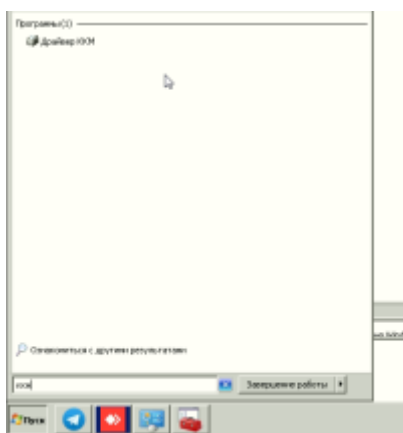 Программы (1)
Драйвер ККМ
Ознакомиться с другими результатами
ккм
Завершение работы
Пуск